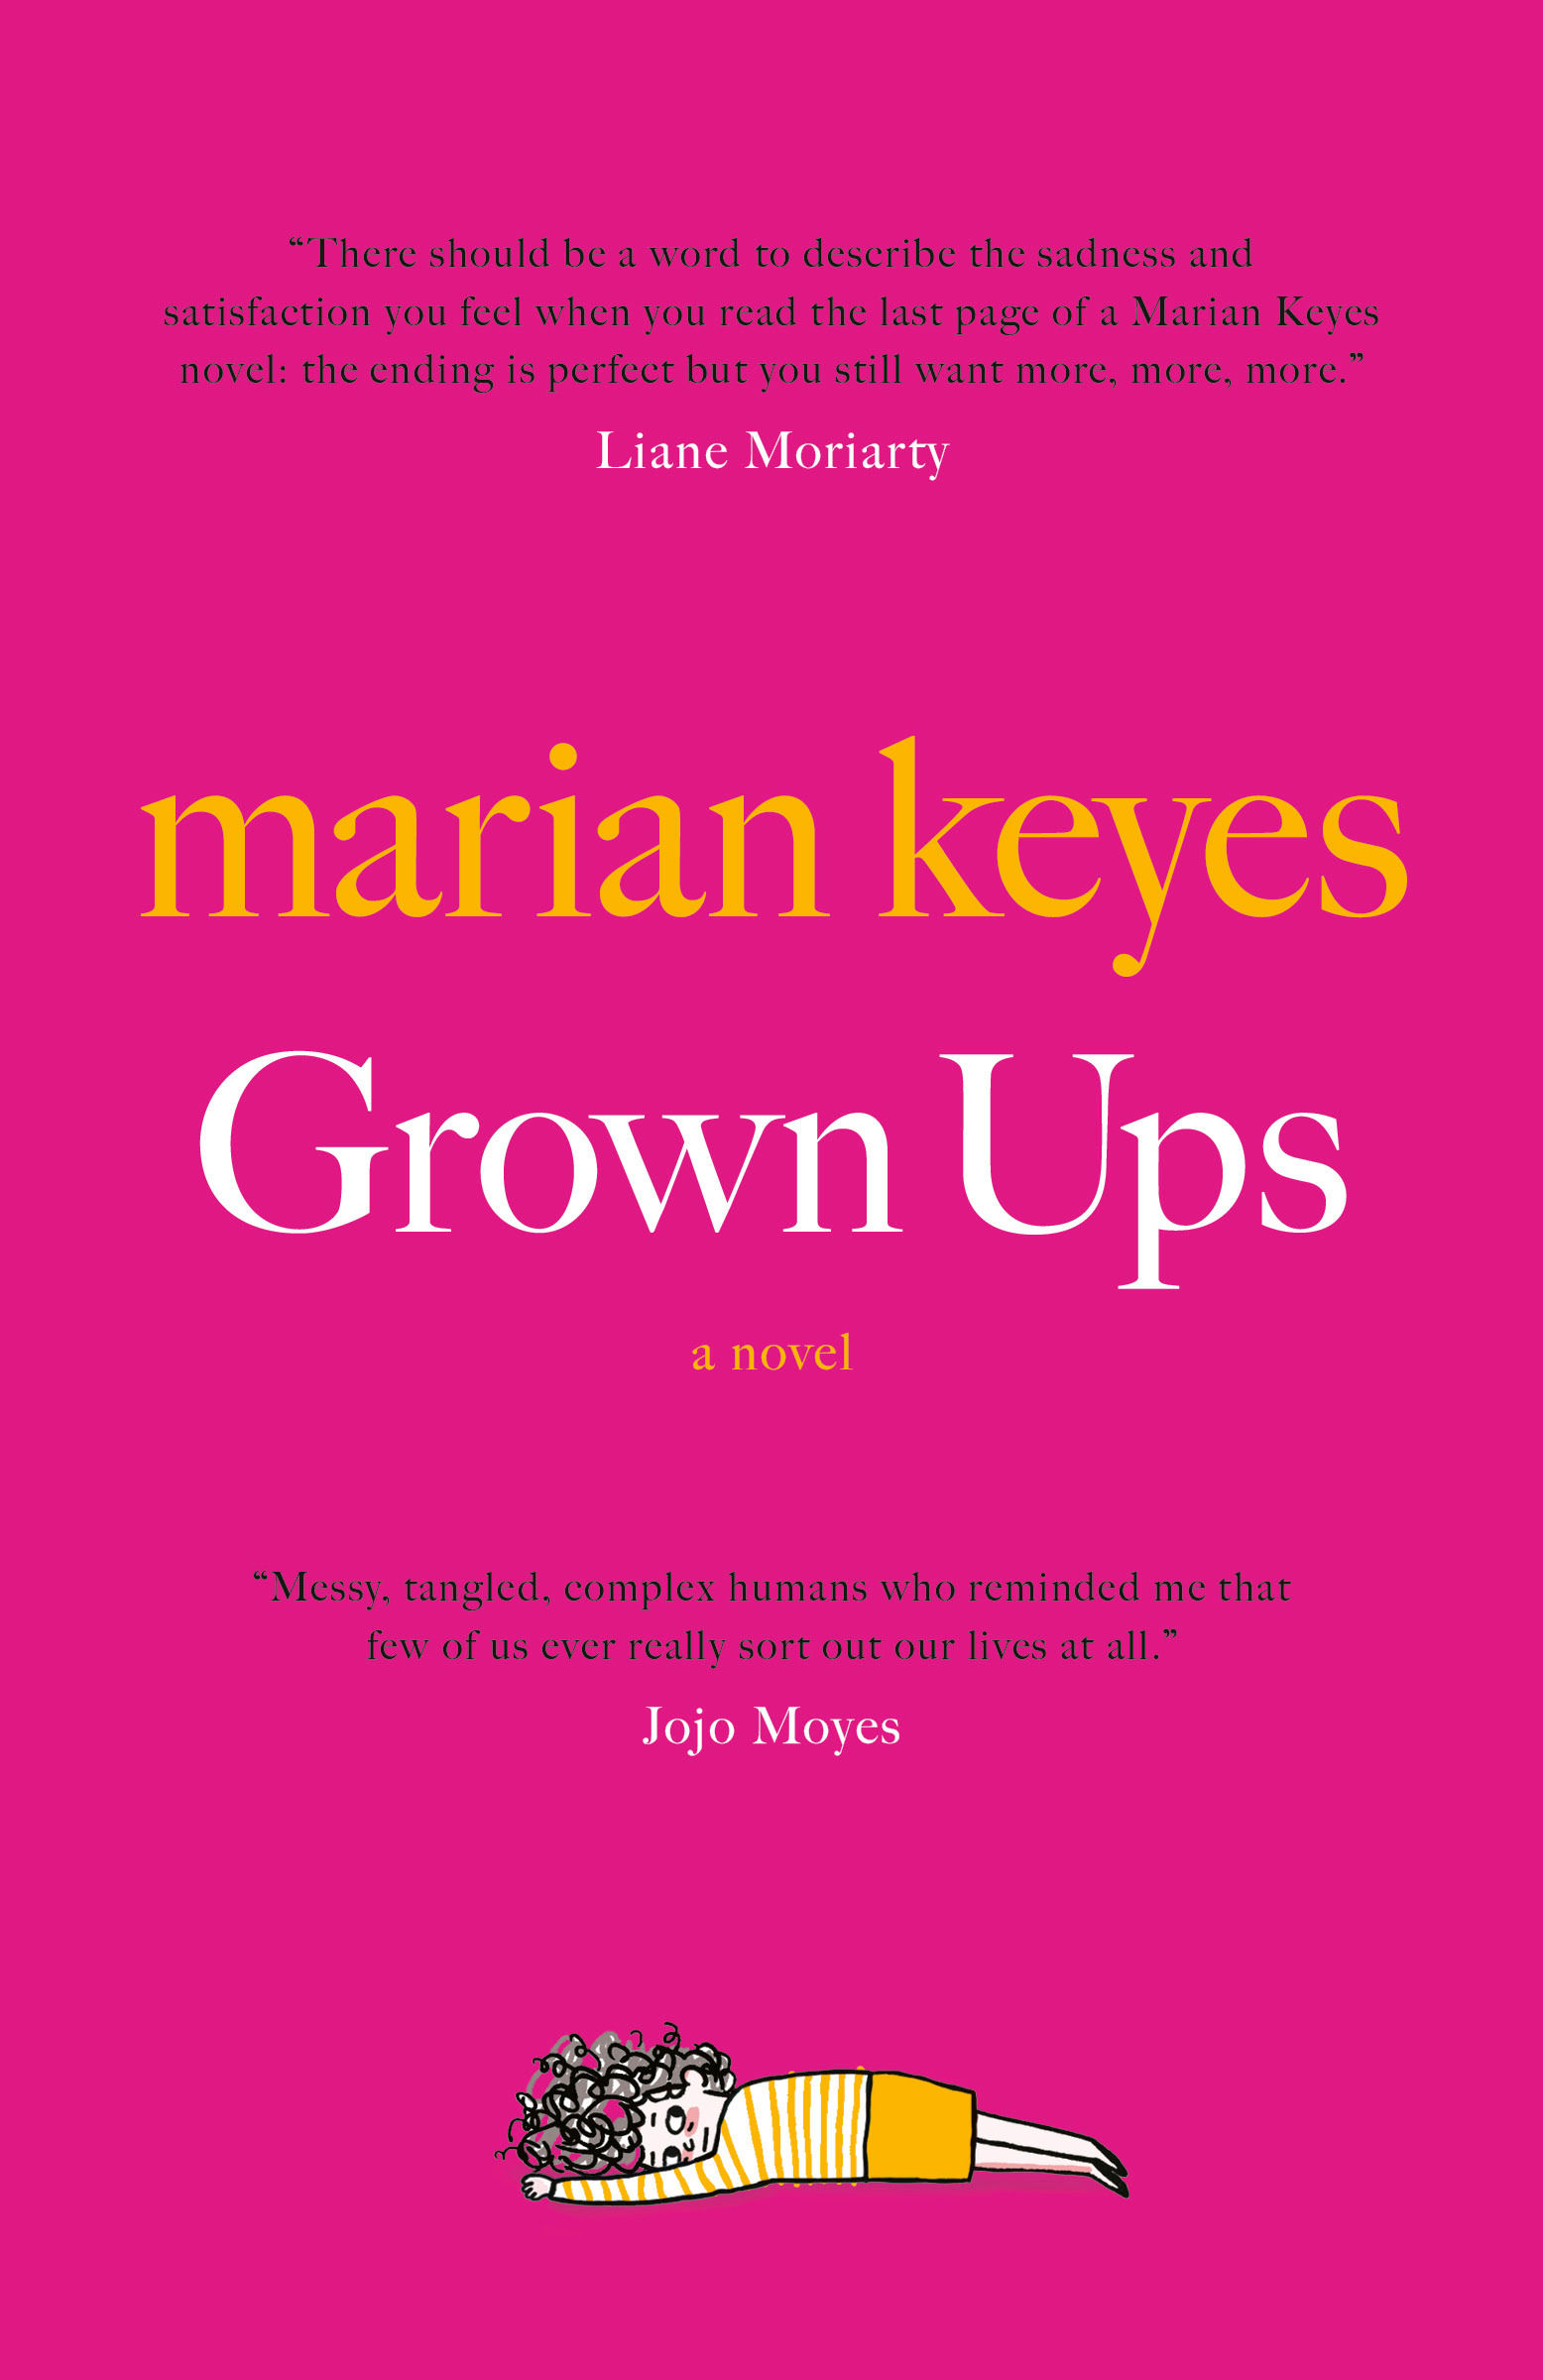 “There should be a word to describe the sadness and
satisfaction you feel when you read the last page of a Marian Keyes
novel: the ending is perfect but you still want more, more, more.”
Liane Moriarty
marian keyes
Grown Ups
a novel
“Messy, tangled, complex humans who reminded me that
few of us ever really sort out our lives at all.”
Jojo Moyes